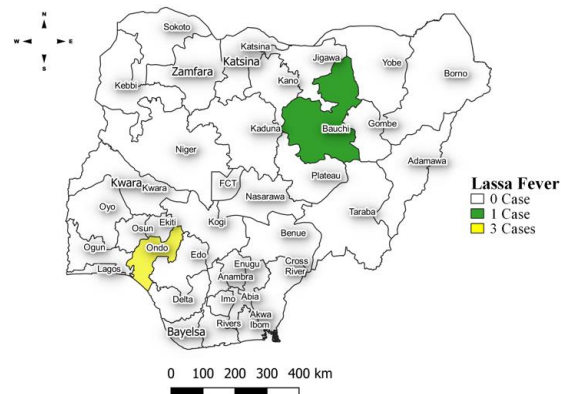 N
W E
S
Sokoto
Katsina
Jigawa
Zamfara
Katsina
Yobe
Borno
Kano
Kebbi
Kaduna
Bauchi
Gombe
Niger
Adamawa
Kwara
Kwara
FCT
Plateau
Nasarawa
Taraba
Oyo
Ekiti
Kogi
Osun
Benue
Ogun
Ondo
Edo
Enugu
Cross
River
Lagos
Anambra
Delta
Imo
Abia
Bayelsa
Rivers
Akwa
Ibom
Lassa Fever
0 Case
1 Case
3 Cases
0 100 200 300 400 km